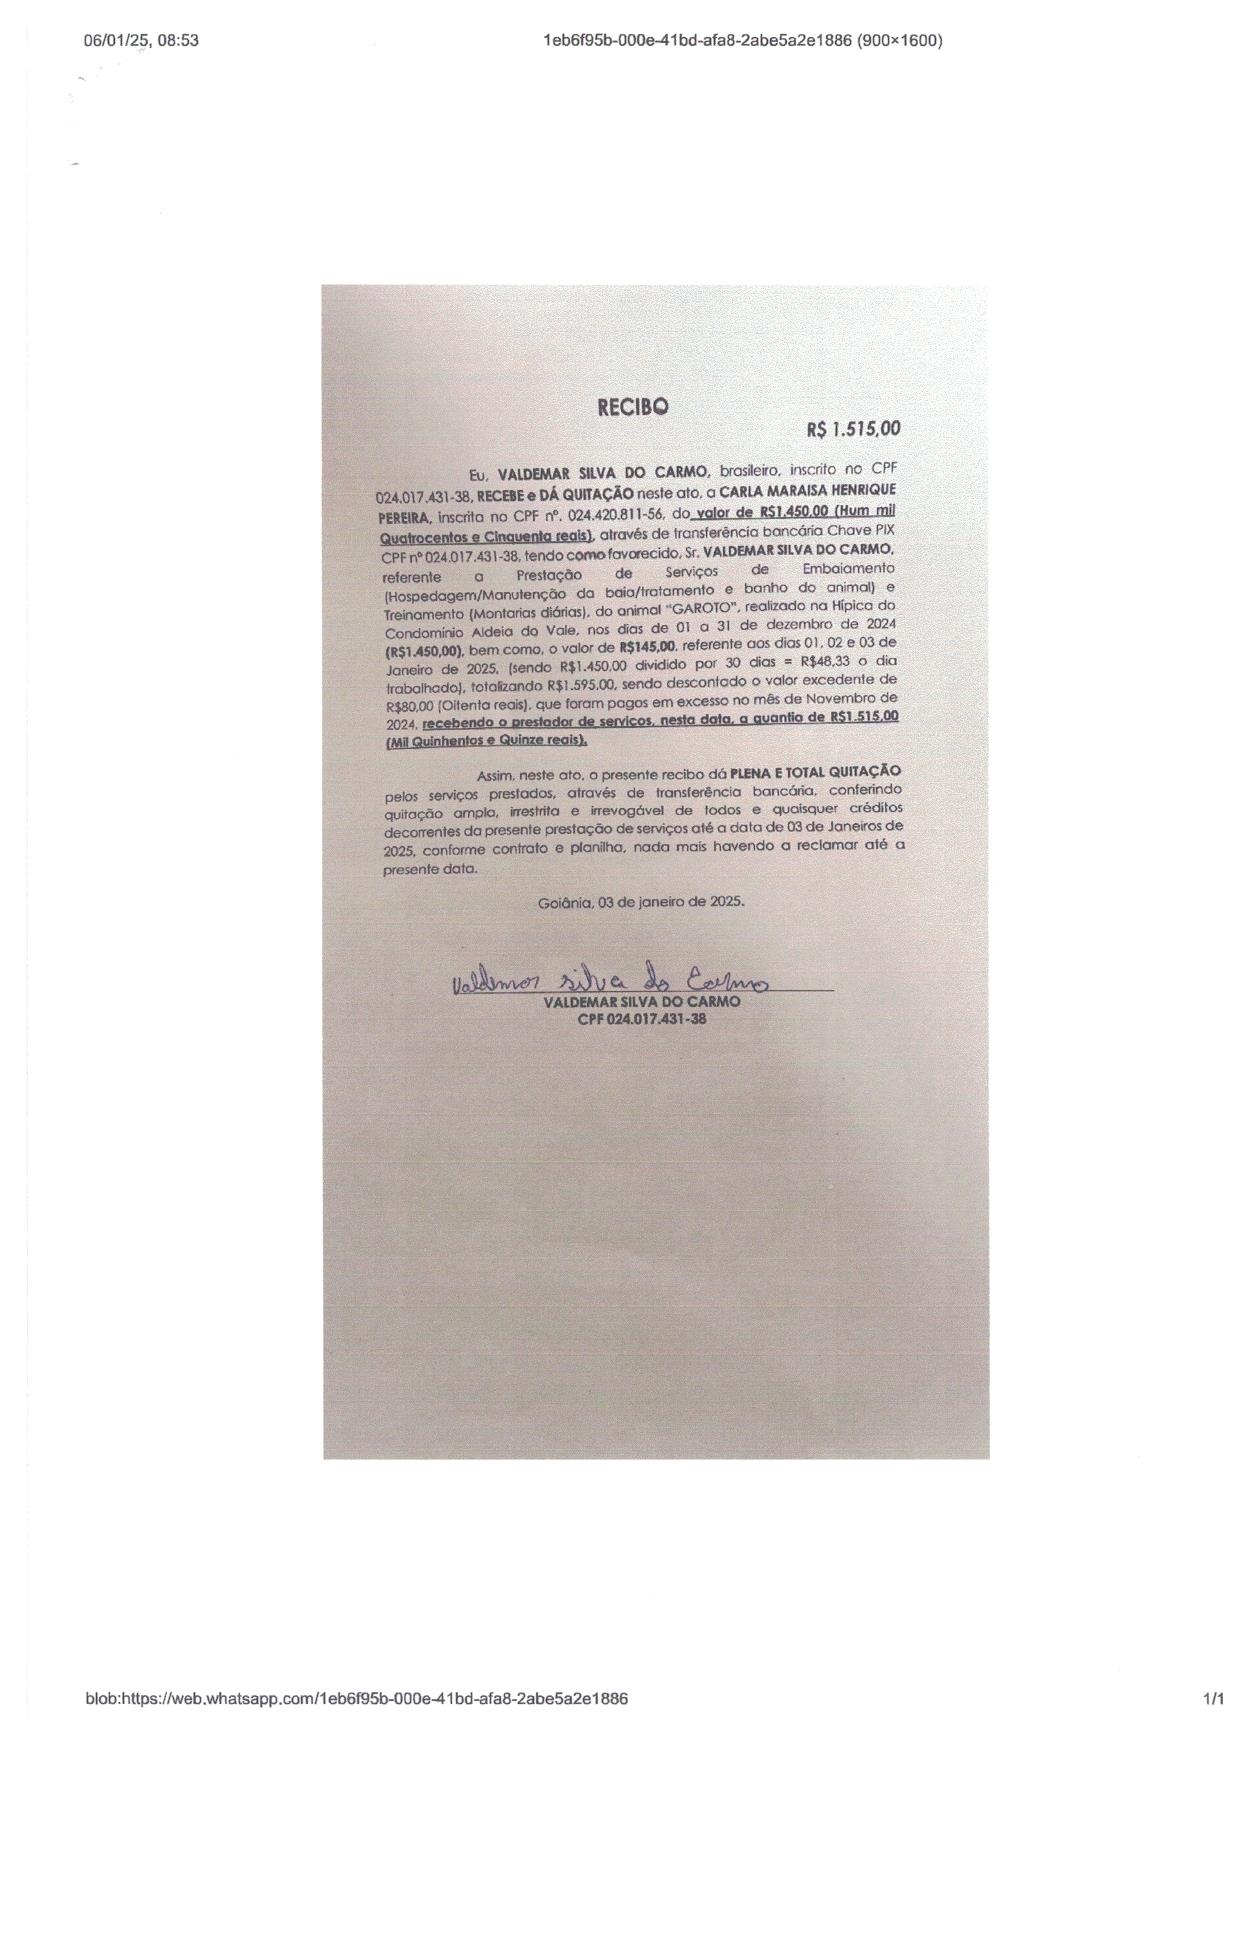 06/01/25, 08:53
1eb6f95b-000e-41bd-afa8-2abe5a2e1886 (900×1600)
RECIBO
R$ 1.515,00
Eu, VALDEMAR SILVA DO CARMO, brasileiro, inscrito no CPF
024.017.431-38, RECEBE e DÁ QUITAÇÃO neste ato, a CARLA MARAISA HENRIQUE
PEREIRA, inscrita no CPF nº. 024.420.811-56, do valor de R$1.450,00 (Hum mil
Quatrocentos e Cinquenta reais), através de transferência bancária Chave PIX
CPF nº 024.017.431-38, tendo como favorecido, Sr. VALDEMAR SILVA DO CARMO,
referente a Prestação de Serviços de Embaiamento
(Hospedagem/Manutenção da baia/tratamento e banho do animal) e
Treinamento (Montarias diárias), do animal "GAROTO", realizado na Hípica do
Condomínio Aldeia do Vale, nos dias de 01 a 31 de dezembro de 2024
(R$1.450,00), bem como, o valor de R$145,00, referente aos dias 01, 02 e 03 de
Janeiro de 2025, (sendo R$1.450,00 dividido por 30 dias = R$48,33 o dia
trabalhado), totalizando R$1.595,00, sendo descontado o valor excedente de
R$80,00 (Oitenta reais), que foram pagos em excesso no mês de Novembro de
2024, recebendo o prestador de serviços, nesta data, a quantia de R$1.515,00
(Mil Quinhentos e Quinze reais).
Assim, neste ato, o presente recibo dá PLENA E TOTAL QUITAÇÃO
pelos serviços prestados, através de transferência bancária, conferindo
quitação ampla, irrestrita e irrevogável de todos e quaisquer créditos
decorrentes da presente prestação de serviços até a data de 03 de Janeiros de
2025, conforme contrato e planilha, nada mais havendo a reclamar até a
presente data.
Goiânia, 03 de janeiro de 2025.
Valdemar silva do Carmo
VALDEMAR SILVA DO CARMO
CPF 024.017.431-38
blob:https://web.whatsapp.com/1eb6f95b-000e-41bd-afa8-2abe5a2e1886
1/1